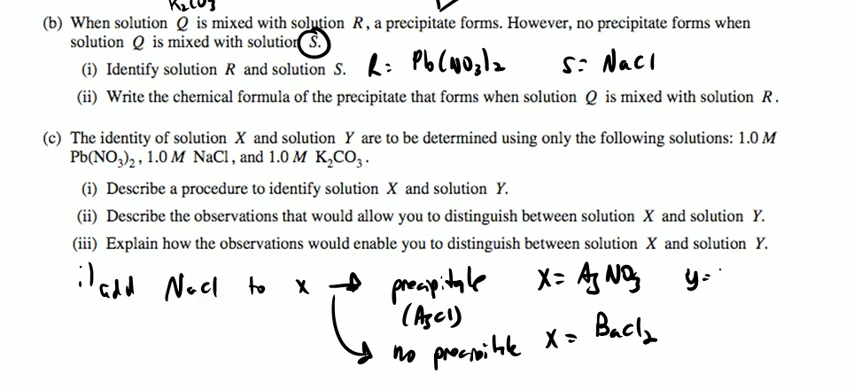 K₂CO₃
(b) When solution Q is mixed with solution R, a precipitate forms. However, no precipitate forms when
solution Q is mixed with solution S.
(i) Identify solution R and solution S. R: Pb(NO₃)₂ S: NaCl
(ii) Write the chemical formula of the precipitate that forms when solution Q is mixed with solution R.
(c) The identity of solution X and solution Y are to be determined using only the following solutions: 1.0 M
Pb(NO₃)₂, 1.0 M NaCl, and 1.0 M K₂CO₃.
(i) Describe a procedure to identify solution X and solution Y.
(ii) Describe the observations that would allow you to distinguish between solution X and solution Y.
(iii) Explain how the observations would enable you to distinguish between solution X and solution Y.
i) add NaCl to x → precipitate X= AgNO₃ y=
(AgCl)
no precipitate X= BaCl₂